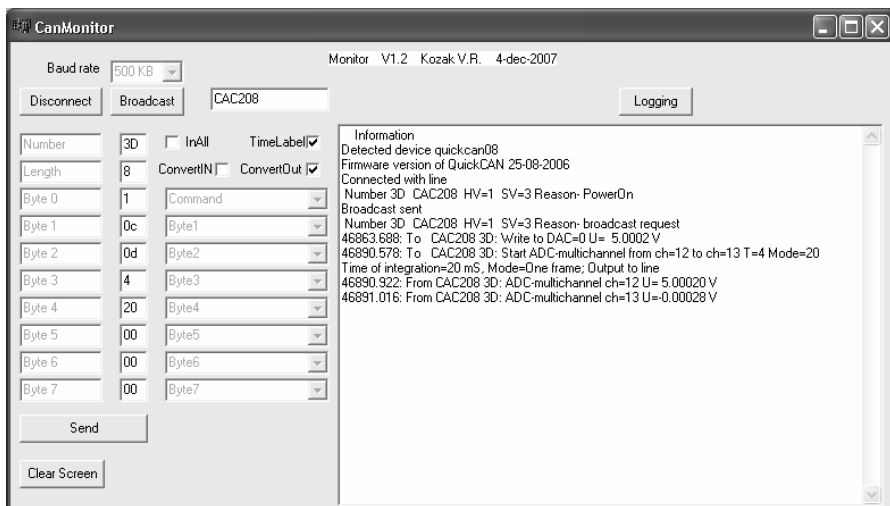 CanMonitor
Monitor V1.2 Kozak V.R. 4-dec-2007
Baud rate 500 KB
Disconnect Broadcast CAC208 Logging
Number 3D InAll TimeLabel
Length 8 ConvertIN ConvertOut
Byte 0 1 Command
Byte 1 0c Byte1
Byte 2 0d Byte2
Byte 3 4 Byte3
Byte 4 20 Byte4
Byte 5 00 Byte5
Byte 6 00 Byte6
Byte 7 00 Byte7
Send
Clear Screen
Information
Detected device quickcan08
Firmware version of QuickCAN 25-08-2006
Connected with line
Number 3D CAC208 HV=1 SV=3 Reason- PowerOn
Broadcast sent
Number 3D CAC208 HV=1 SV=3 Reason- broadcast request
46863.688: To CAC208 3D: Write to DAC=0 U= 5.0002 V
46890.578: To CAC208 3D: Start ADC-multichannel from ch=12 to ch=13 T=4 Mode=20
Time of integration=20 mS, Mode=One frame; Output to line
46890.922: From CAC208 3D: ADC-multichannel ch=12 U= 5.00020 V
46891.016: From CAC208 3D: ADC-multichannel ch=13 U=-0.00028 V